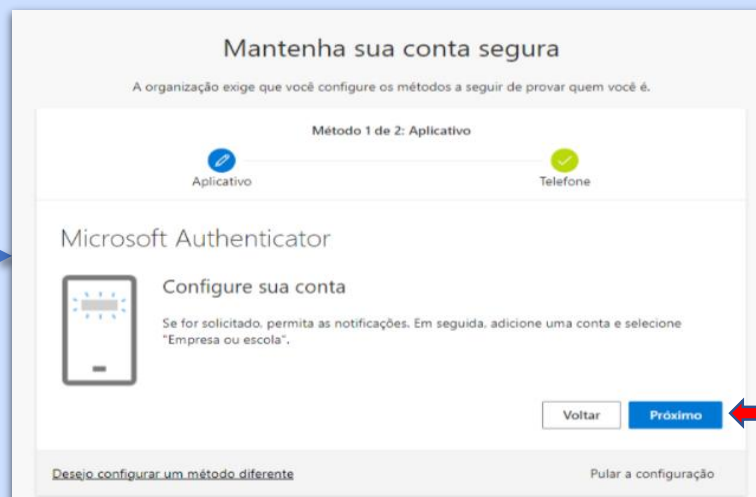 Mantenha sua conta segura
A organização exige que você configure os métodos a seguir de provar quem você é.
Método 1 de 2: Aplicativo
Aplicativo
Telefone
Microsoft Authenticator
Configure sua conta
Se for solicitado, permita as notificações. Em seguida, adicione uma conta e selecione
"Empresa ou escola".
Voltar
Próximo
Desejo configurar um método diferente
Pular a configuração